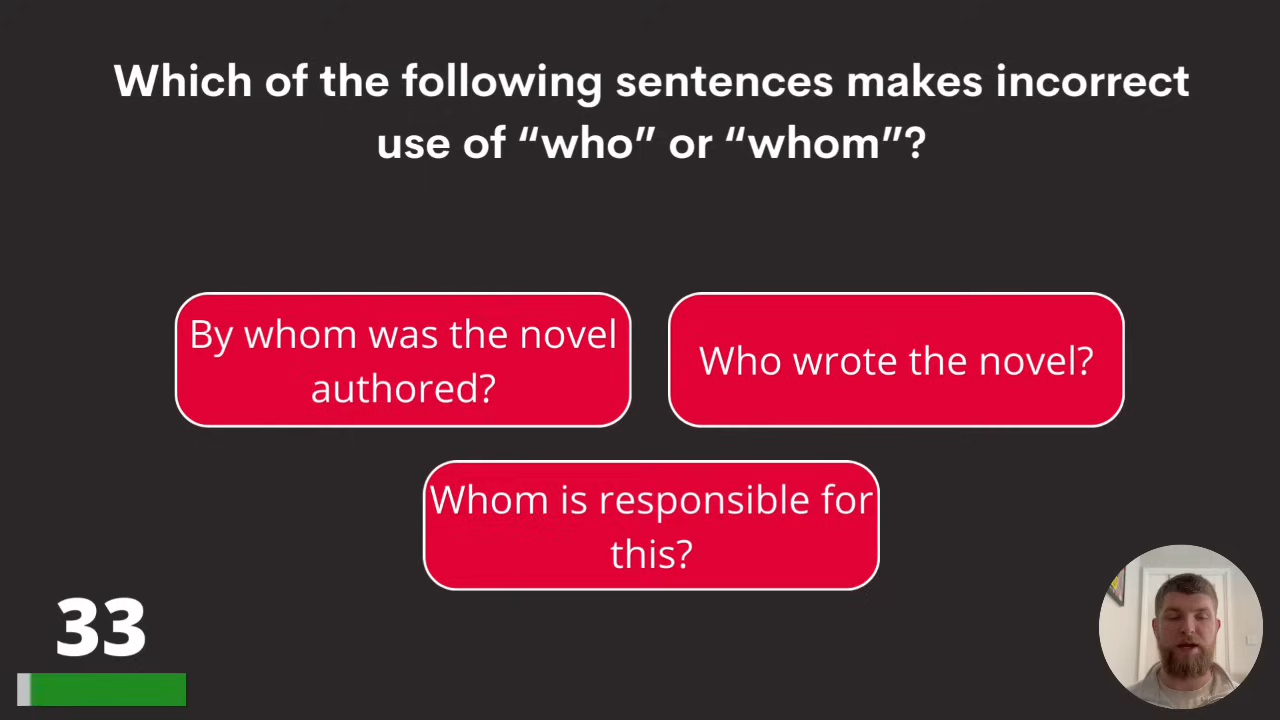 Which of the following sentences makes incorrect
use of “who” or “whom”?
By whom was the novel
authored?
Who wrote the novel?
Whom is responsible for
this?
33